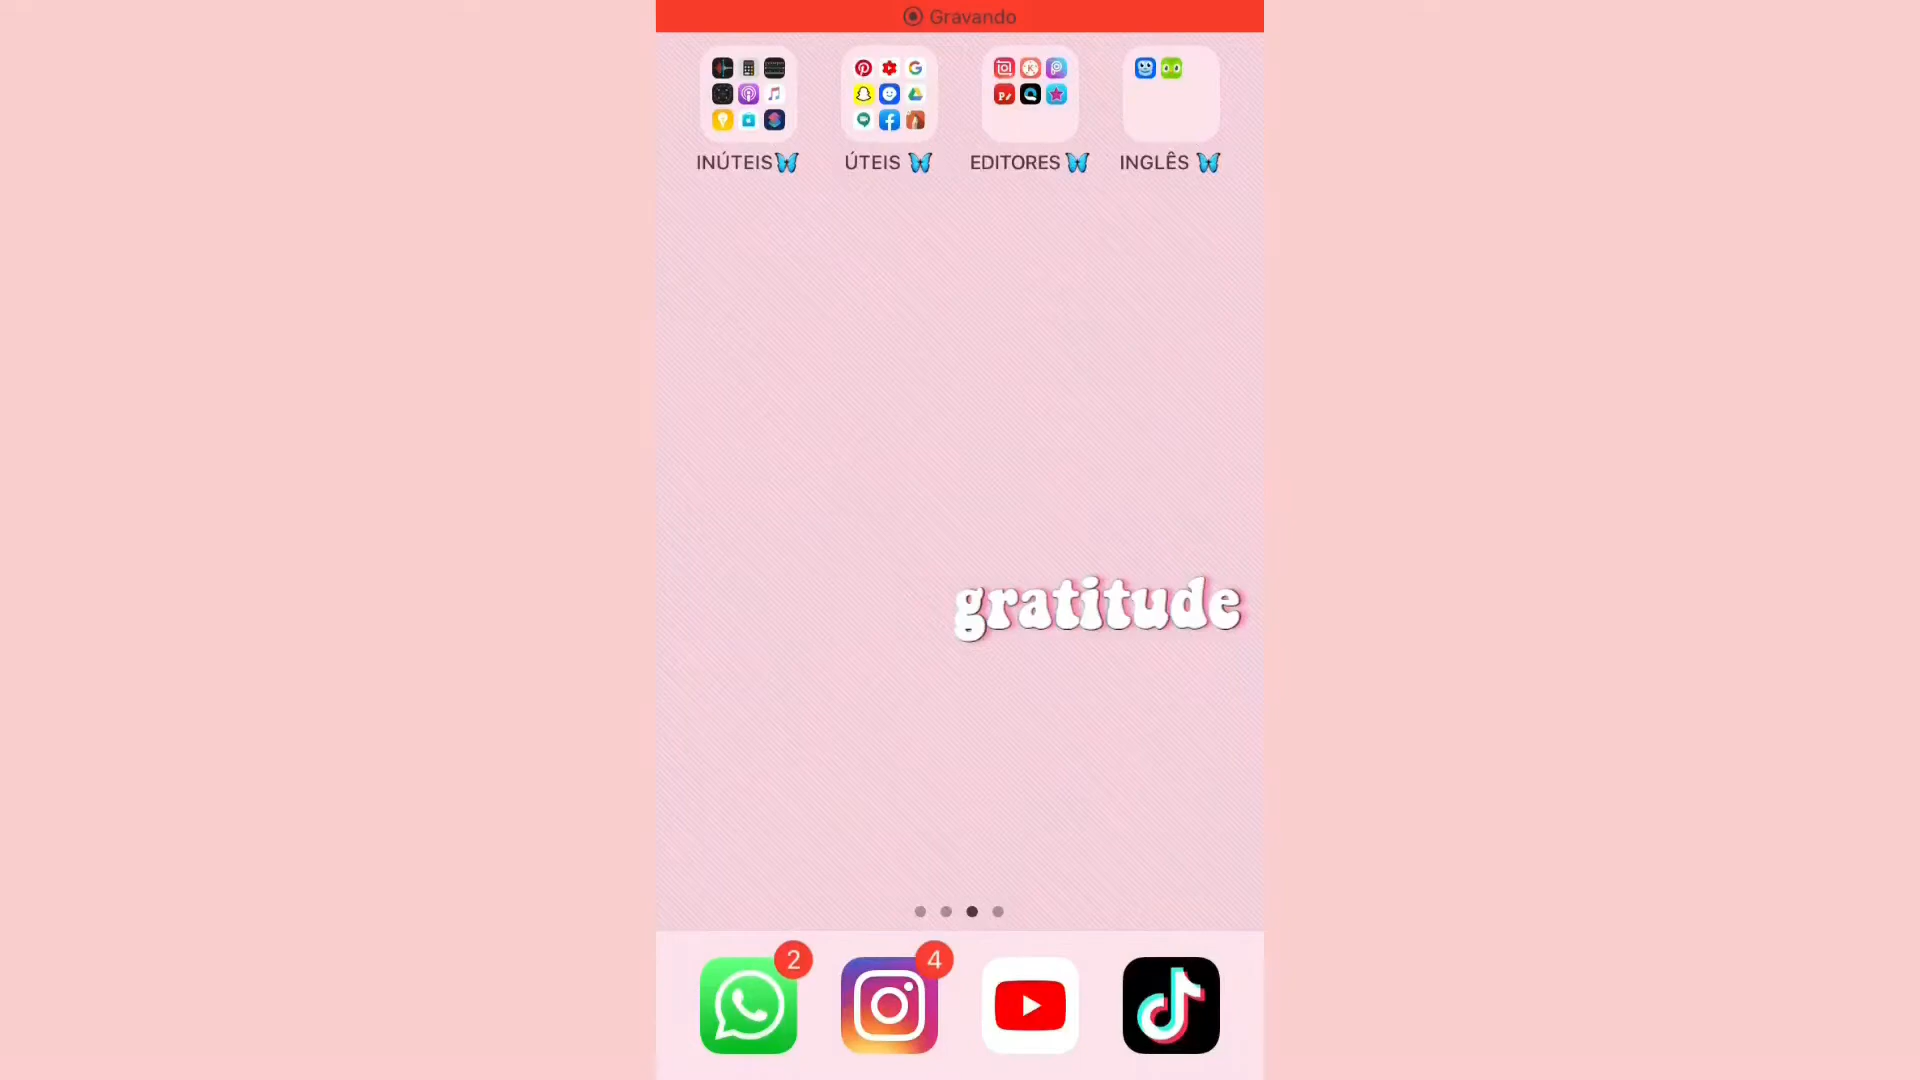 Gravando
INÚTEIS🦋
ÚTEIS 🦋
EDITORES 🦋
INGLÊS 🦋
gratitude
2
4